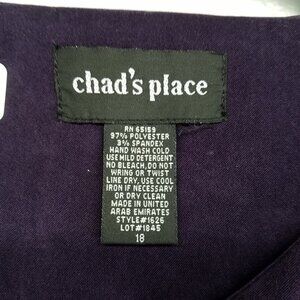 chad's place
RN 65159
97% POLYESTER
3% SPANDEX
HAND WASH COLD
USE MILD DETERGENT
NO BLEACH, DO NOT
WRING OR TWIST
LINE DRY, USE COOL
IRON IF NECESSARY
OR DRY CLEAN
MADE IN UNITED
ARAB EMIRATES
STYLE#1626
LOT#1845
18